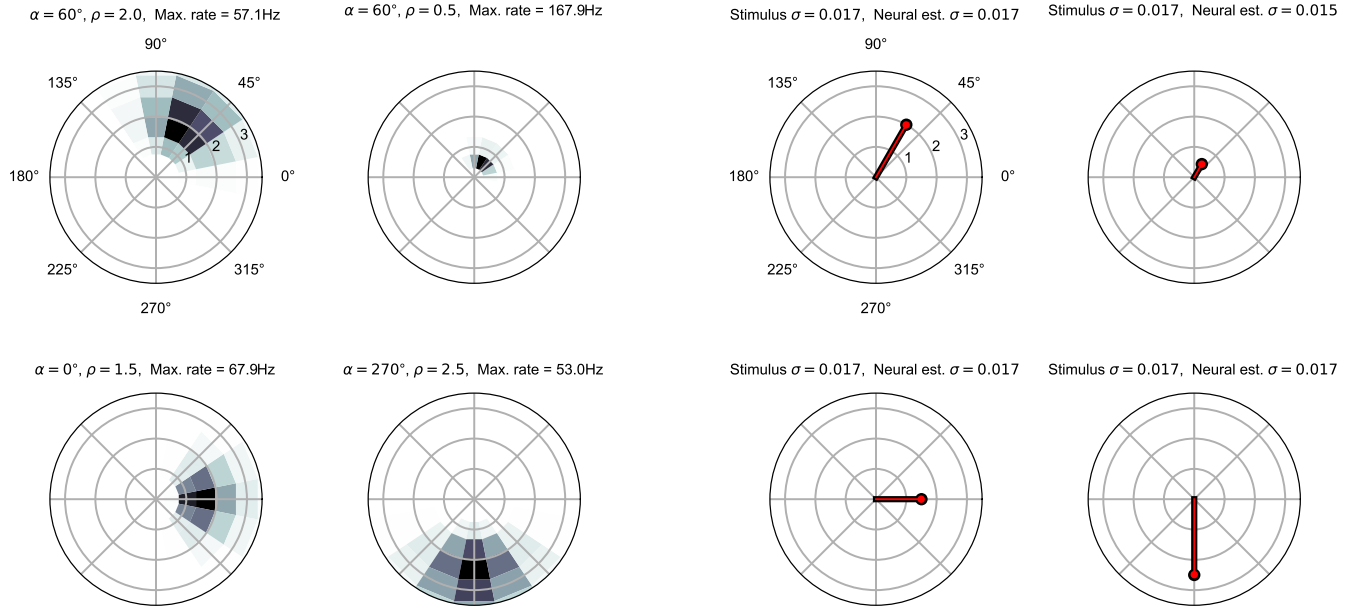 α = 60°, ρ = 2.0,  Max. rate = 57.1Hz
α = 60°, ρ = 0.5,  Max. rate = 167.9Hz
Stimulus σ = 0.017,  Neural est. σ = 0.017
Stimulus σ = 0.017,  Neural est. σ = 0.015
90°
135°
45°
3
2
1
180°
0°
225°
315°
270°
90°
135°
45°
3
2
1
180°
0°
225°
315°
270°
α = 0°, ρ = 1.5,  Max. rate = 67.9Hz
α = 270°, ρ = 2.5,  Max. rate = 53.0Hz
Stimulus σ = 0.017,  Neural est. σ = 0.017
Stimulus σ = 0.017,  Neural est. σ = 0.017